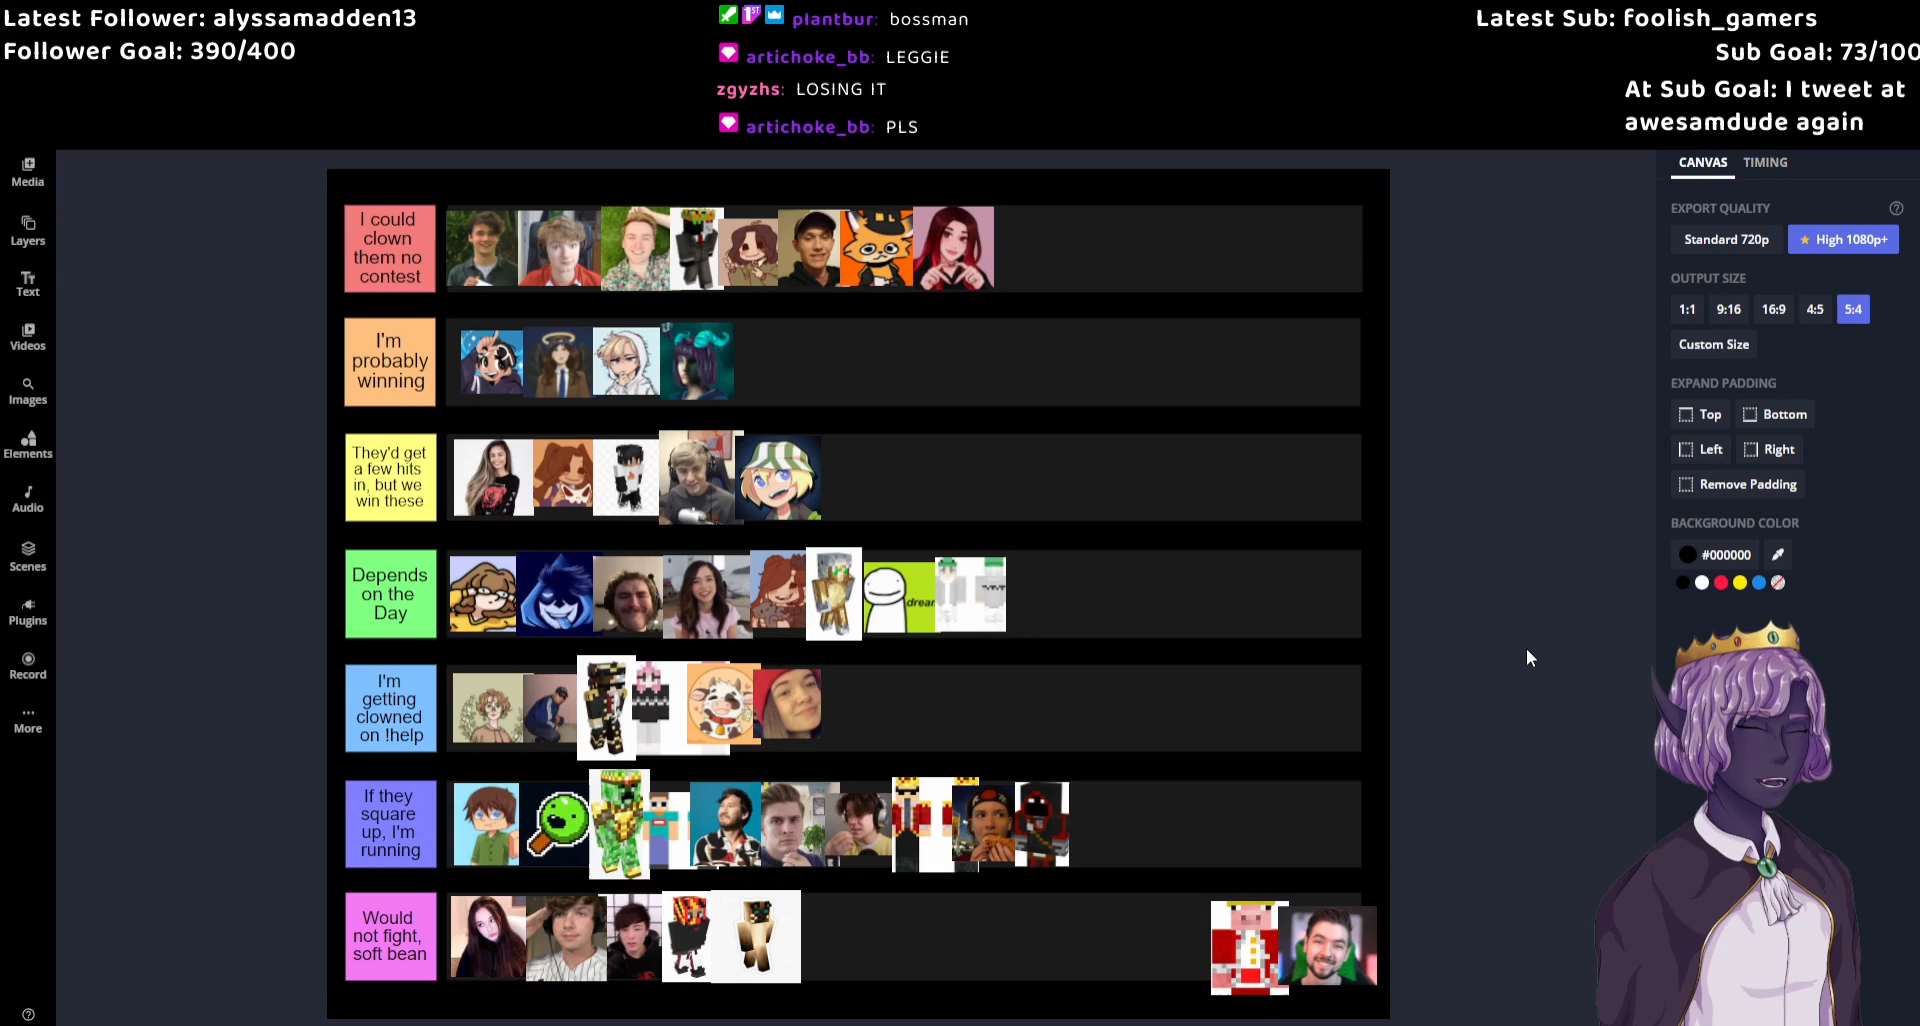 Latest Follower: alyssamadden13
Follower Goal: 390/400
plantbur: bossman
artichoke_bb: LEGGIE
zgyzhs: LOSING IT
artichoke_bb: PLS
Latest Sub: foolish_gamers
Sub Goal: 73/100
At Sub Goal: I tweet at
awesamdude again
Media
Layers
Text
Videos
Images
Elements
Audio
Scenes
Plugins
Record
More
I could
clown
them no
contest
I'm
probably
winning
They'd get
a few hits
in, but we
win these
Depends
on the
Day
dream
I'm
getting
clowned
on !help
If they
square
up, I'm
running
Would
not fight,
soft bean
CANVAS TIMING
EXPORT QUALITY
Standard 720p High 1080p+
OUTPUT SIZE
1:1 9:16 16:9 4:5 5:4
Custom Size
EXPAND PADDING
Top Bottom
Left Right
Remove Padding
BACKGROUND COLOR
#000000